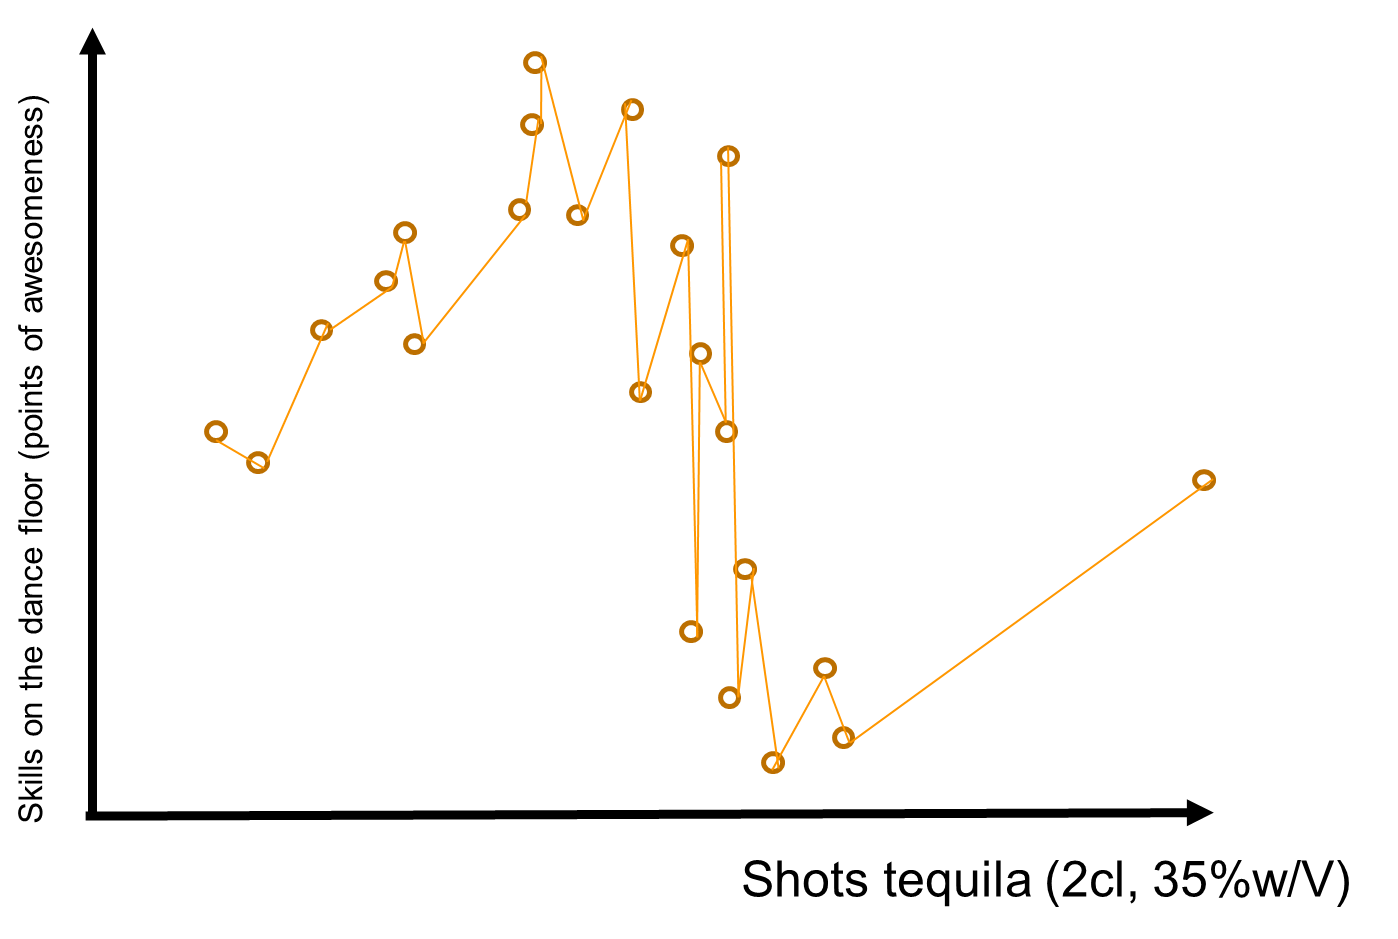 Skills on the dance floor (points of awesomeness)
Shots tequila (2cl, 35%w/V)